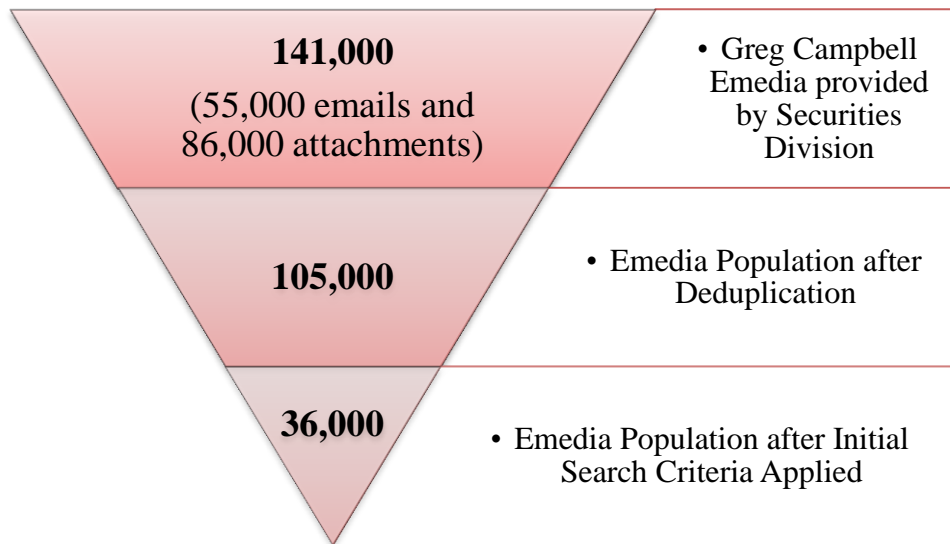 141,000
(55,000 emails and
86,000 attachments)
• Greg Campbell
Emedia provided
by Securities
Division
105,000
• Emedia Population after
Deduplication
36,000
• Emedia Population after Initial
Search Criteria Applied